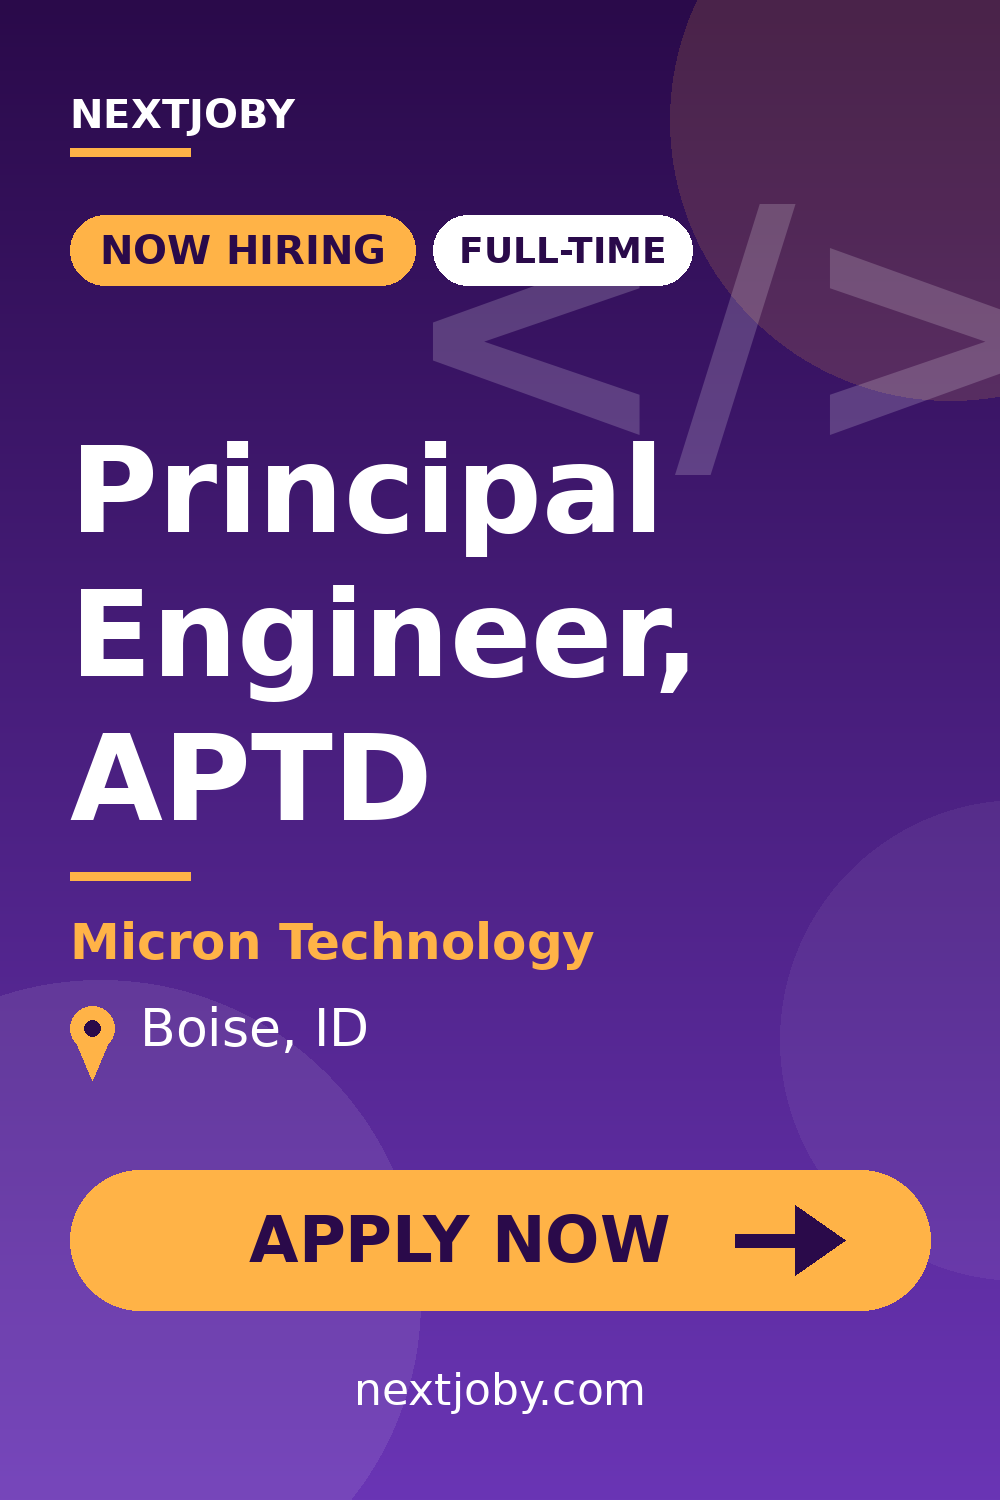 NEXTJOBY
NOW HIRING
FULL-TIME
</>
Principal
Engineer,
APTD
Micron Technology
Boise, ID
APPLY NOW
nextjoby.com